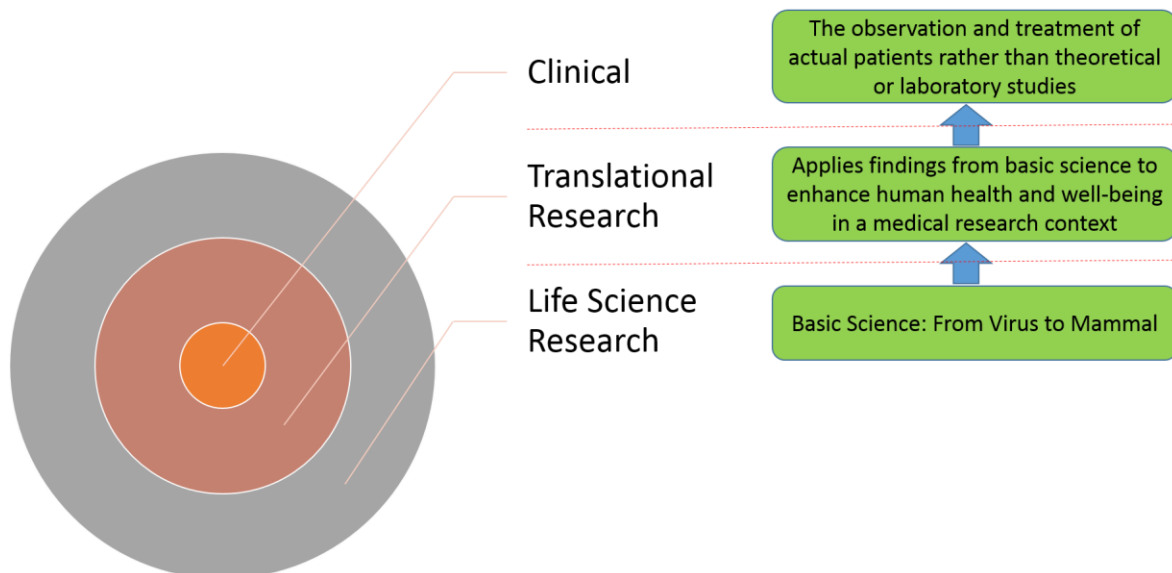 Clinical
The observation and treatment of
actual patients rather than theoretical
or laboratory studies
Translational
Research
Applies findings from basic science to
enhance human health and well-being
in a medical research context
Life Science
Research
Basic Science: From Virus to Mammal